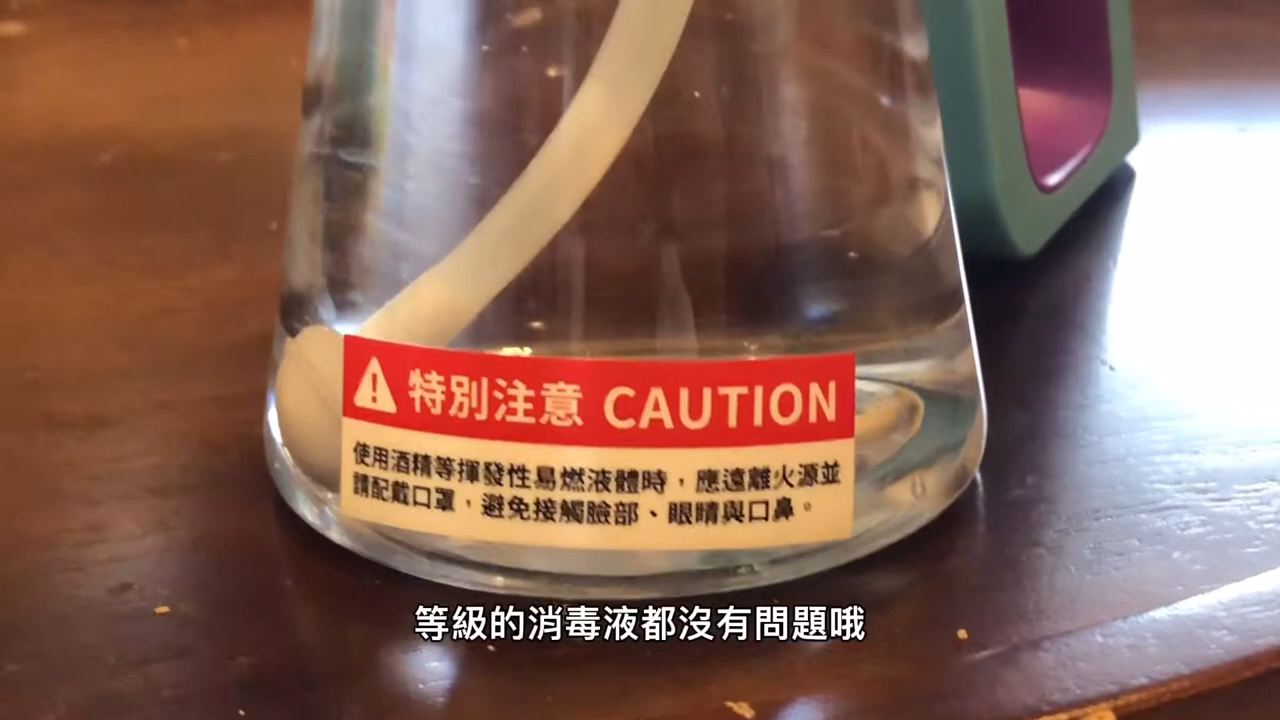 特別注意 CAUTION
使用酒精等揮發性易燃液體時，應遠離火源並
請配戴口罩，避免接觸臉部、眼睛與口鼻。
等級的消毒液都沒有問題哦